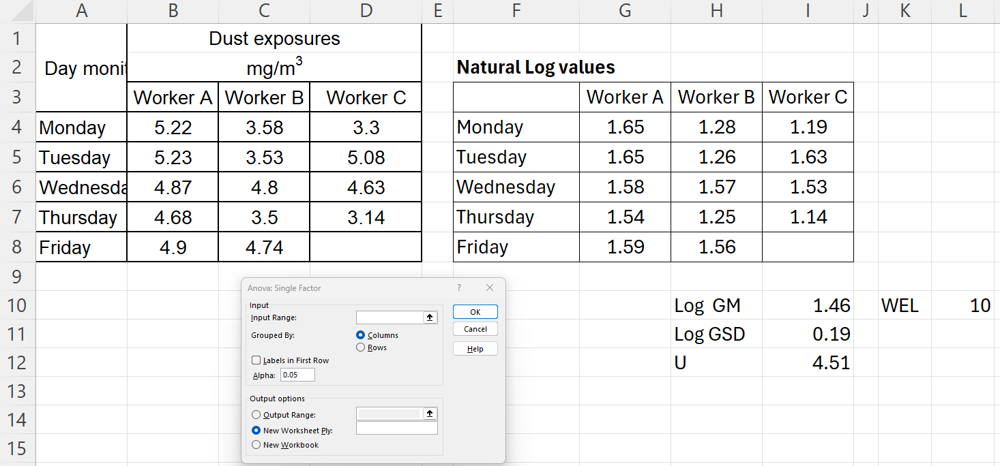 A B C D E F G H I J K L
1 Dust exposures
Day monit
2 mg/m³ Natural Log values
3 Worker A Worker B Worker C Worker A Worker B Worker C
4 Monday 5.22 3.58 3.3 Monday 1.65 1.28 1.19
5 Tuesday 5.23 3.53 5.08 Tuesday 1.65 1.26 1.63
6 Wednesda 4.87 4.8 4.63 Wednesday 1.58 1.57 1.53
7 Thursday 4.68 3.5 3.14 Thursday 1.54 1.25 1.14
8 Friday 4.9 4.74 Friday 1.59 1.56
9
10 Log GM 1.46 WEL 10
11 Log GSD 0.19
12 U 4.51
13
14
15
Anova: Single Factor ? ×
Input
Input Range:
Grouped By: Columns
Rows
Labels in First Row
Alpha: 0.05
Output options
Output Range:
New Worksheet Ply:
New Workbook
OK
Cancel
Help